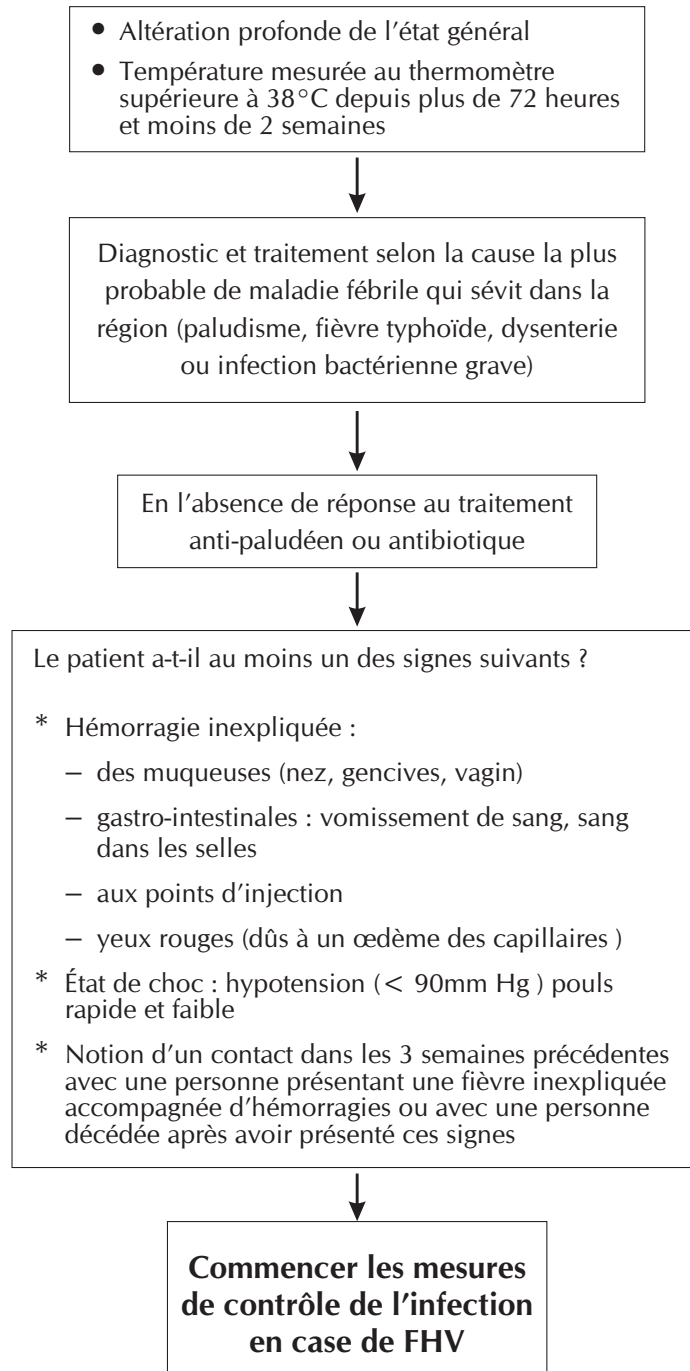 • Altération profonde de l’état général
• Température mesurée au thermomètre
supérieure à 38°C depuis plus de 72 heures
et moins de 2 semaines
Diagnostic et traitement selon la cause la plus
probable de maladie fébrile qui sévit dans la
région (paludisme, fièvre typhoïde, dysenterie
ou infection bactérienne grave)
En l’absence de réponse au traitement
anti-paludéen ou antibiotique
Le patient a-t-il au moins un des signes suivants ?
* Hémorragie inexpliquée :
– des muqueuses (nez, gencives, vagin)
– gastro-intestinales : vomissement de sang, sang
dans les selles
– aux points d’injection
– yeux rouges (dûs à un œdème des capillaires )
* État de choc : hypotension (< 90mm Hg ) pouls
rapide et faible
* Notion d’un contact dans les 3 semaines précédentes
avec une personne présentant une fièvre inexpliquée
accompagnée d’hémorragies ou avec une personne
décédée après avoir présenté ces signes
Commencer les mesures
de contrôle de l’infection
en case de FHV